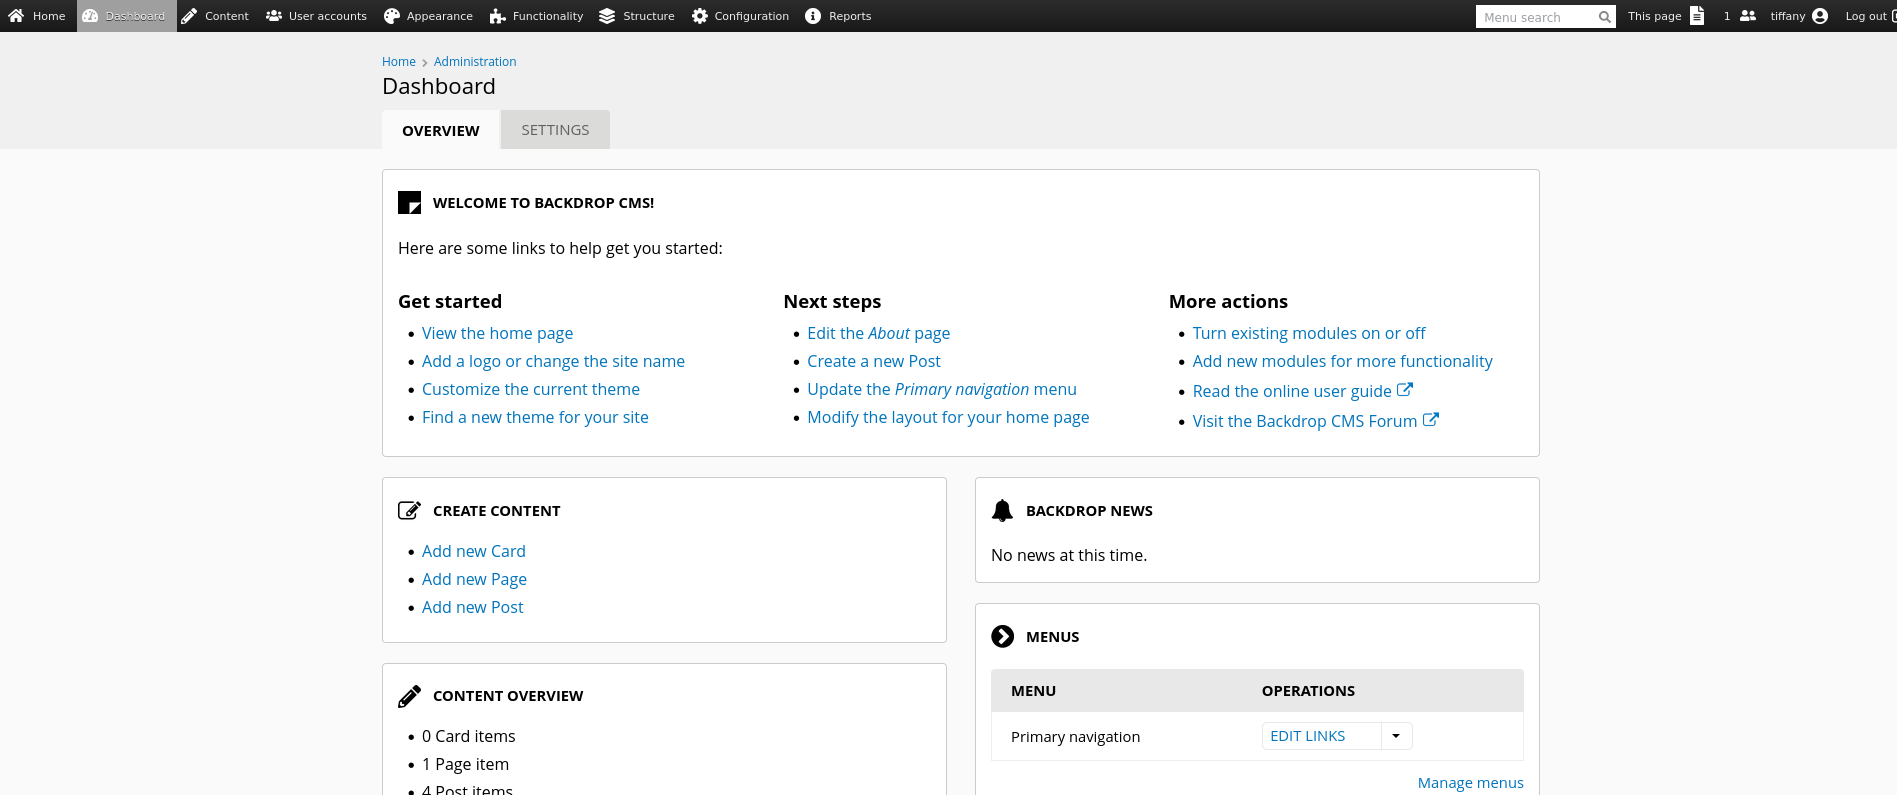 Home Dashboard Content User accounts Appearance Functionality Structure Configuration Reports Menu search This page 1 tiffany Log out
Home Administration
Dashboard
OVERVIEW SETTINGS
WELCOME TO BACKDROP CMS!
Here are some links to help get you started:
Get started
View the home page
Add a logo or change the site name
Customize the current theme
Find a new theme for your site
Next steps
Edit the About page
Create a new Post
Update the Primary navigation menu
Modify the layout for your home page
More actions
Turn existing modules on or off
Add new modules for more functionality
Read the online user guide
Visit the Backdrop CMS Forum
CREATE CONTENT
Add new Card
Add new Page
Add new Post
CONTENT OVERVIEW
0 Card items
1 Page item
4 Post items
BACKDROP NEWS
No news at this time.
MENUS
MENU OPERATIONS
Primary navigation EDIT LINKS
Manage menus